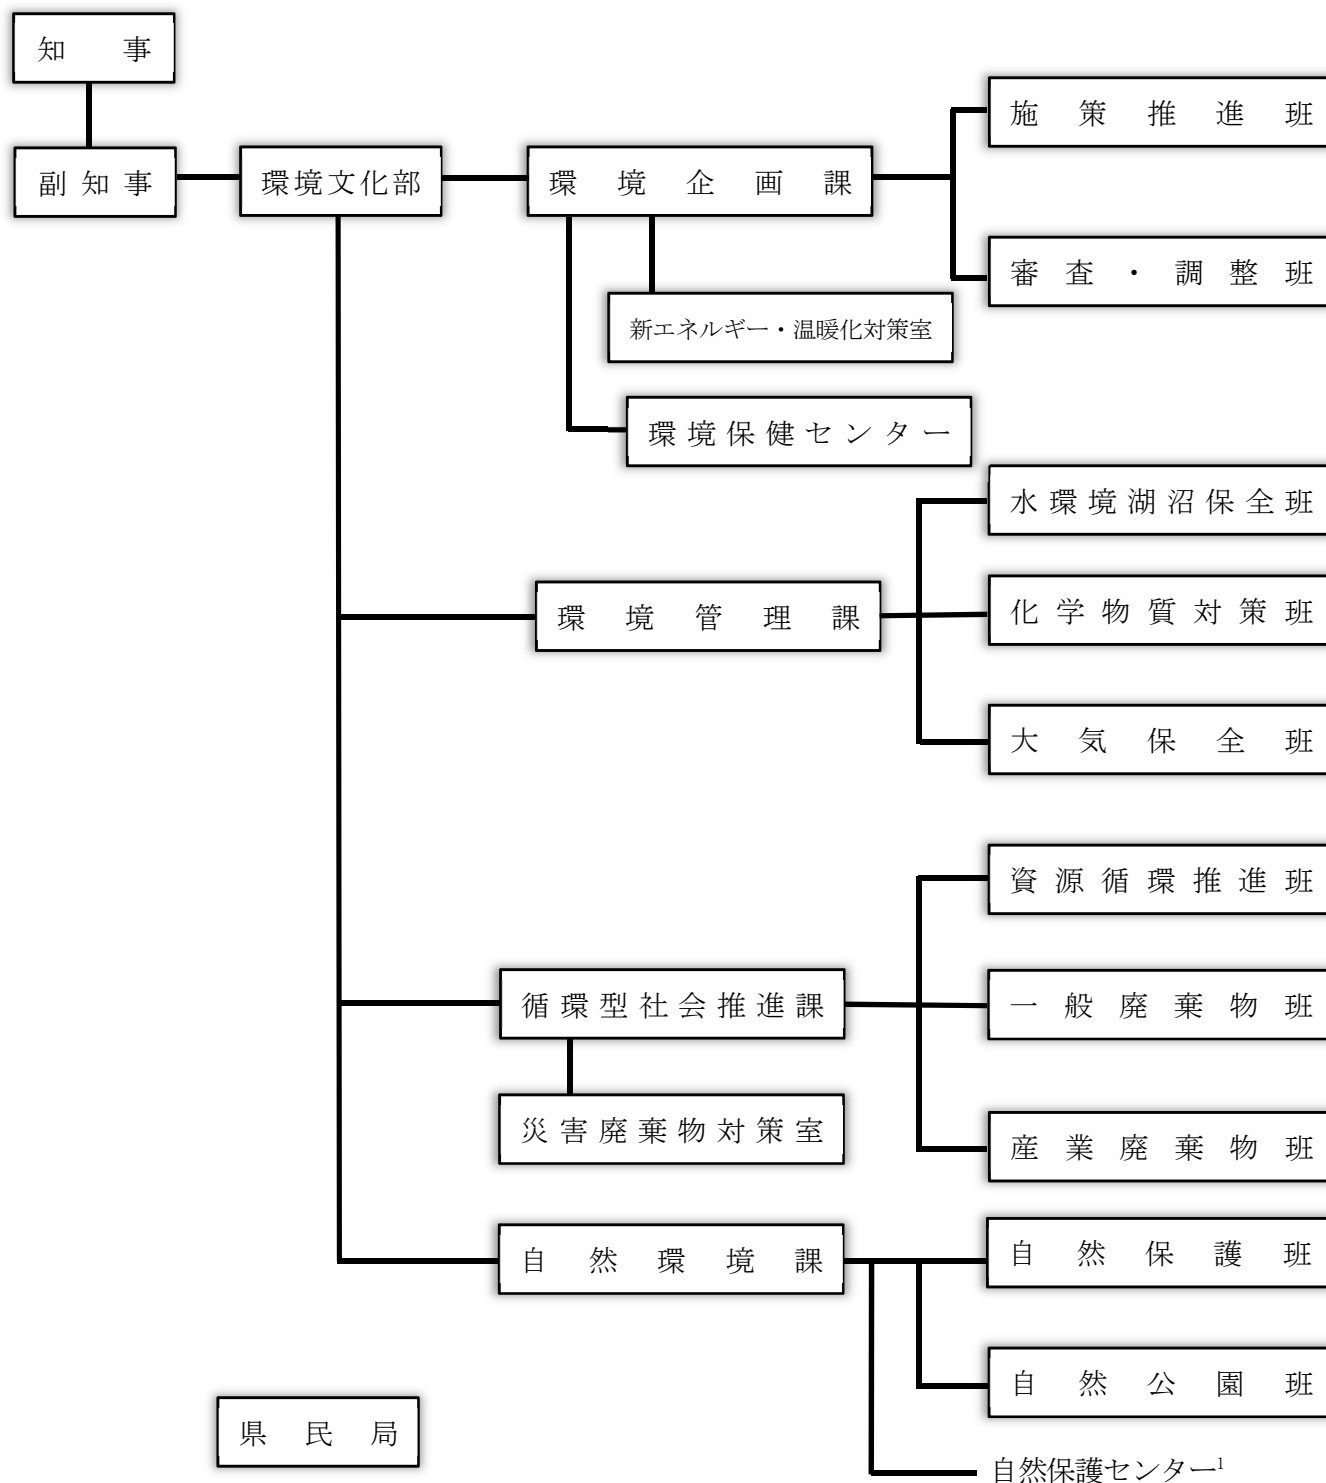 知事
副知事
環境文化部
環境企画課
施策推進班
審査・調整班
新エネルギー・温暖化対策室
環境保健センター
環境管理課
水環境湖沼保全班
化学物質対策班
大気保全班
循環型社会推進課
資源循環推進班
一般廃棄物班
産業廃棄物班
災害廃棄物対策室
自然環境課
自然保護班
自然公園班
自然保護センター1
県民局